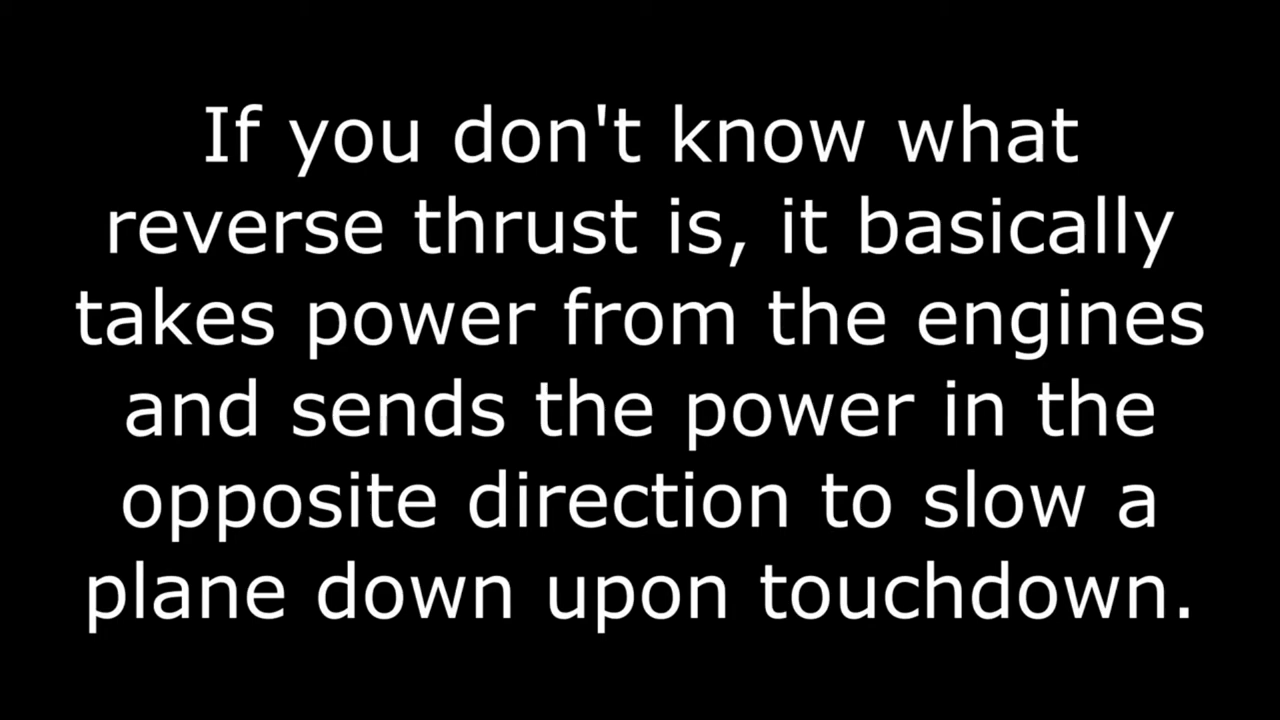 If you don't know what
reverse thrust is, it basically
takes power from the engines
and sends the power in the
opposite direction to slow a
plane down upon touchdown.